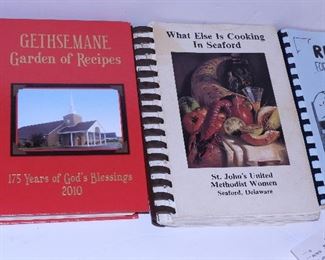 GETHSEMANE
Garden of Recipes
175 Years of God's Blessings
2010
What Else Is Cooking
In Seaford
St. John's United
Methodist Women
Seaford, Delaware